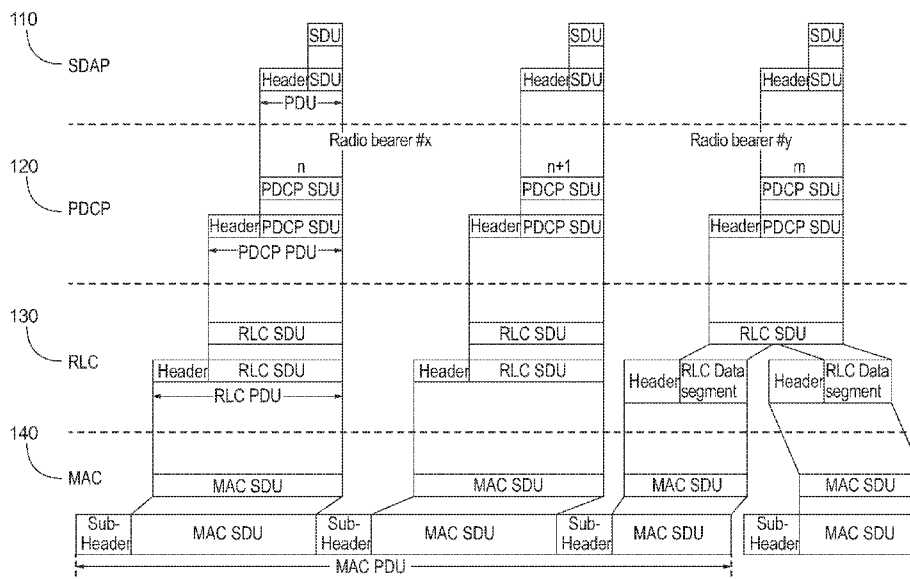 110
SDAP
SDU SDU SDU
Header SDU Header SDU Header SDU
PDU
Radio bearer #x Radio bearer #y
120
PDCP
n n+1 m
PDCP SDU PDCP SDU PDCP SDU
Header PDCP SDU Header PDCP SDU Header PDCP SDU
PDCP PDU
130
RLC
RLC SDU RLC SDU RLC SDU
Header RLC SDU Header RLC SDU Header RLC Data segment Header RLC Data segment
RLC PDU
140
MAC
MAC SDU MAC SDU MAC SDU MAC SDU
Sub-Header MAC SDU Sub-Header MAC SDU Sub-Header MAC SDU Sub-Header MAC SDU
MAC PDU